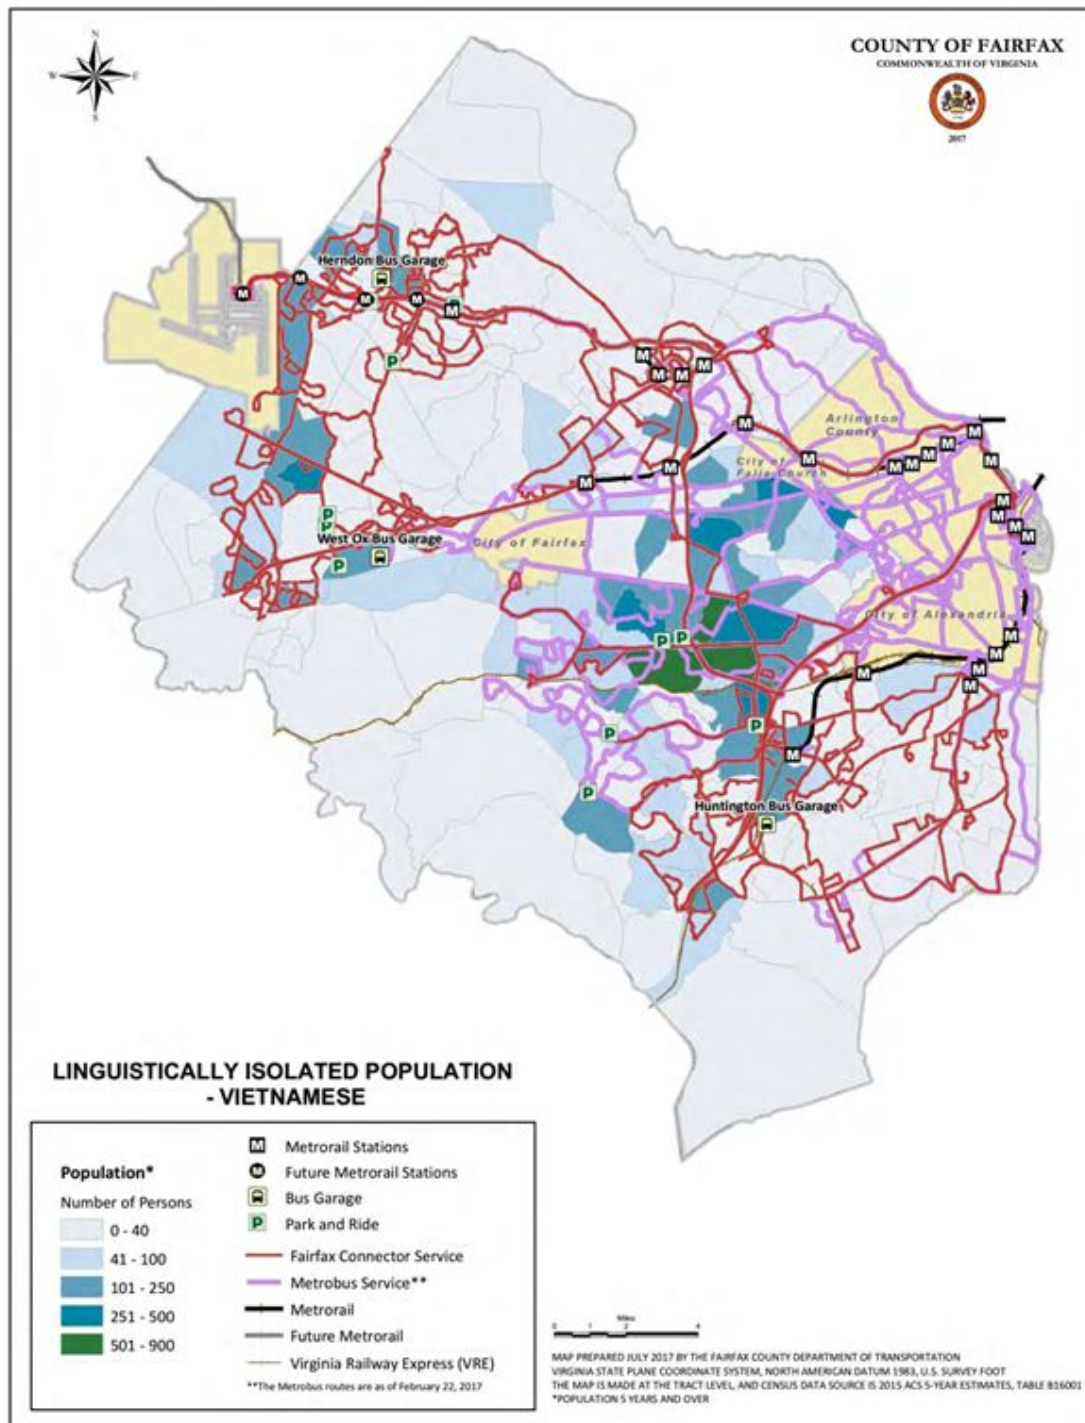 N
W
E
S
COUNTY OF FAIRFAX
COMMONWEALTH OF VIRGINIA
2017
Herndon Bus Garage
M
M
M
M
M
P
M
M
M
M
M
Arlington
County
City of
Falls Church
M
M
M
M
M
M
M
M
M
P
P
West Ox Bus Garage
P
City of Fairfax
M
M
M
M
City of Alexandria
P
P
M
M
M
M
M
P
P
M
P
Huntington Bus Garage
LINGUISTICALLY ISOLATED POPULATION
- VIETNAMESE
Population*
Number of Persons
0 - 40
41 - 100
101 - 250
251 - 500
501 - 900
M Metrorail Stations
M Future Metrorail Stations
Bus Garage
P Park and Ride
Fairfax Connector Service
Metrobus Service**
Metrorail
Future Metrorail
Virginia Railway Express (VRE)
**The Metrobus routes are as of February 22, 2017
Miles
0 1 2 4
MAP PREPARED JULY 2017 BY THE FAIRFAX COUNTY DEPARTMENT OF TRANSPORTATION
VIRGINIA STATE PLANE COORDINATE SYSTEM, NORTH AMERICAN DATUM 1983, U.S. SURVEY FOOT
THE MAP IS MADE AT THE TRACT LEVEL, AND CENSUS DATA SOURCE IS 2015 ACS 5-YEAR ESTIMATES, TABLE B16001
*POPULATION 5 YEARS AND OVER